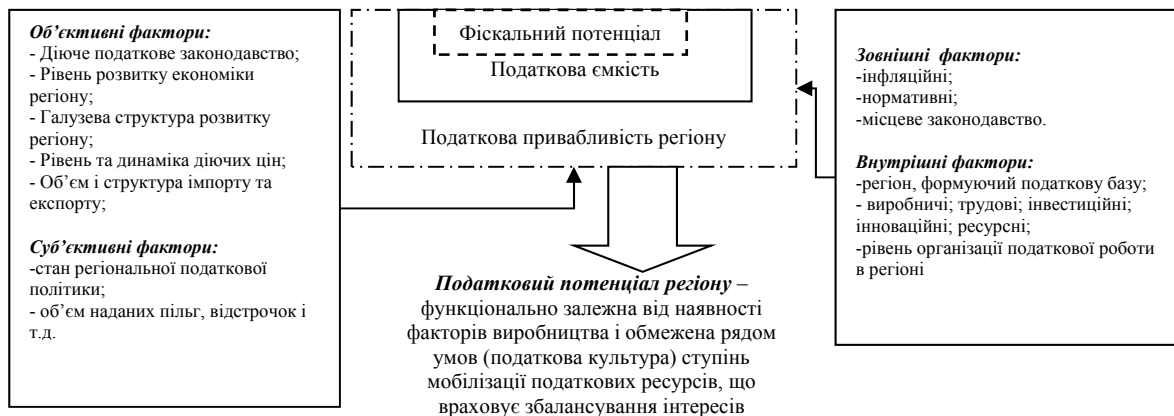 Об’єктивні фактори:
- Діюче податкове законодавство;
- Рівень розвитку економіки
регіону;
- Галузева структура розвитку
регіону;
- Рівень та динаміка діючих цін;
- Об’єм і структура імпорту та
експорту;
Суб’єктивні фактори:
-стан регіональної податкової
політики;
- об’єм наданих пільг, відстрочок і
т.д.
Фіскальний потенціал
Податкова ємкість
Податкова привабливість регіону
Податковий потенціал регіону –
функціонально залежна від наявності
факторів виробництва і обмежена рядом
умов (податкова культура) ступінь
мобілізації податкових ресурсів, що
враховує збалансування інтересів
Зовнішні фактори:
-інфляційні;
-нормативні;
-місцеве законодавство.
Внутрішні фактори:
-регіон, формуючий податкову базу;
- виробничі; трудові; інвестиційні;
інноваційні; ресурсні;
-рівень організації податкової роботи
в регіоні